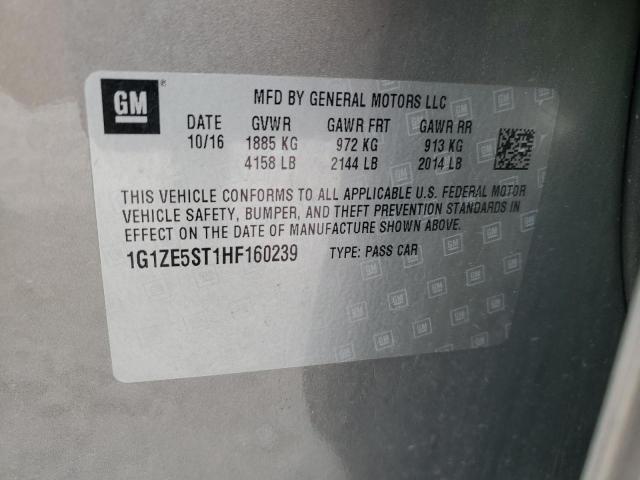 GM
MFD BY GENERAL MOTORS LLC
DATE GVWR GAWR FRT GAWR RR
10/16 1885 KG 972 KG 913 KG
4158 LB 2144 LB 2014 LB
THIS VEHICLE CONFORMS TO ALL APPLICABLE U.S. FEDERAL MOTOR
VEHICLE SAFETY, BUMPER, AND THEFT PREVENTION STANDARDS IN
EFFECT ON THE DATE OF MANUFACTURE SHOWN ABOVE.
1G1ZE5ST1HF160239 TYPE: PASS CAR